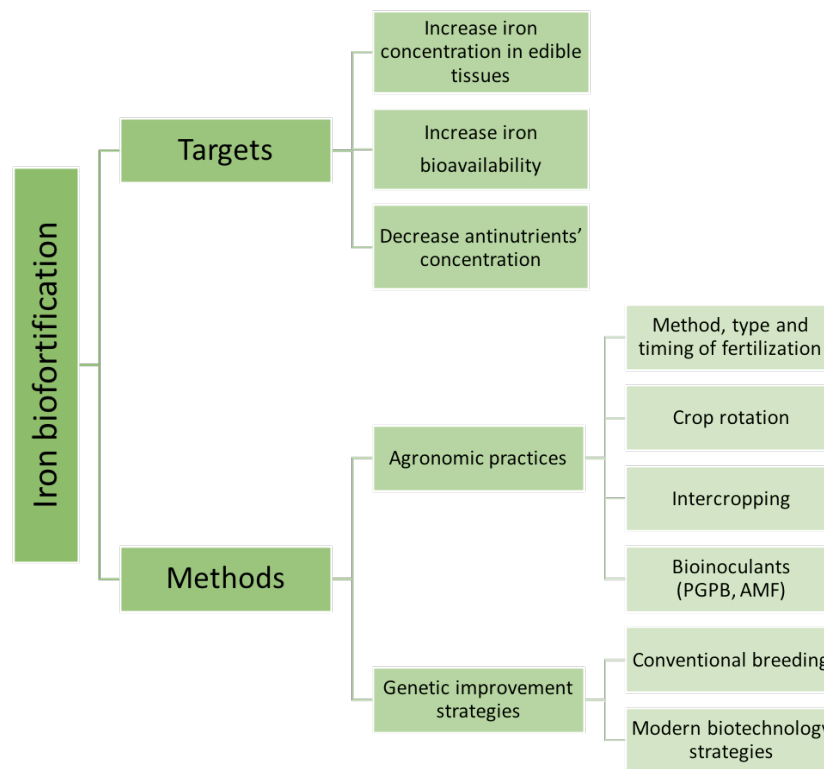 Iron biofortification
Targets
Increase iron
concentration in edible
tissues
Increase iron
bioavailability
Decrease antinutrients’
concentration
Methods
Agronomic practices
Method, type and
timing of fertilization
Crop rotation
Intercropping
Bioinoculants
(PGPB, AMF)
Genetic improvement
strategies
Conventional breeding
Modern biotechnology
strategies